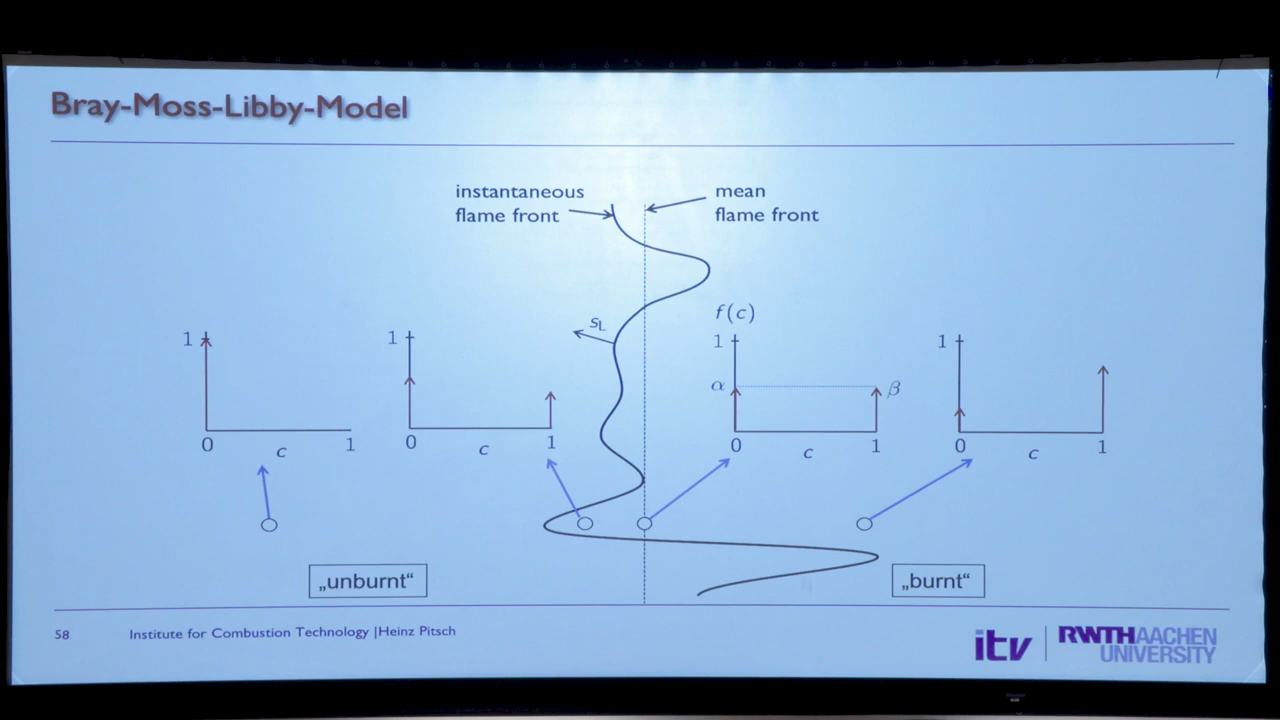 Bray-Moss-Libby-Model
instantaneous
flame front
mean
flame front
s_L
f(c)
1
0
c
1
1
0
c
1
1
α
β
0
c
1
1
0
c
1
„unburnt“
„burnt“
58
Institute for Combustion Technology |Heinz Pitsch
itv
RWTH AACHEN
UNIVERSITY